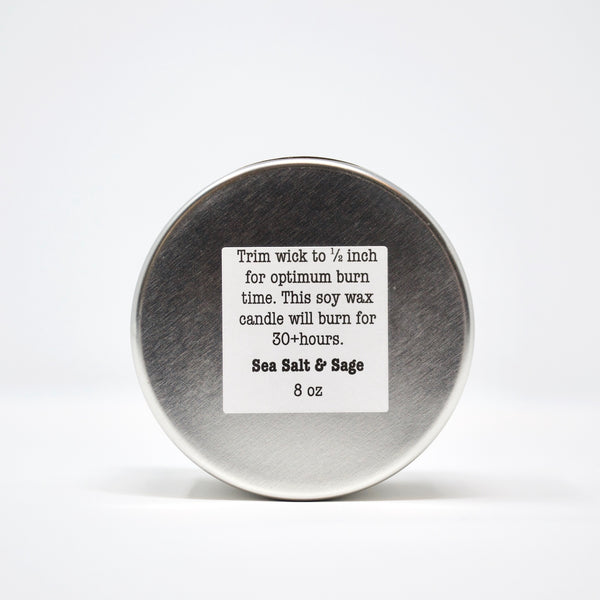 Trim wick to ½ inch
for optimum burn
time. This soy wax
candle will burn for
30+hours.
Sea Salt & Sage
8 oz